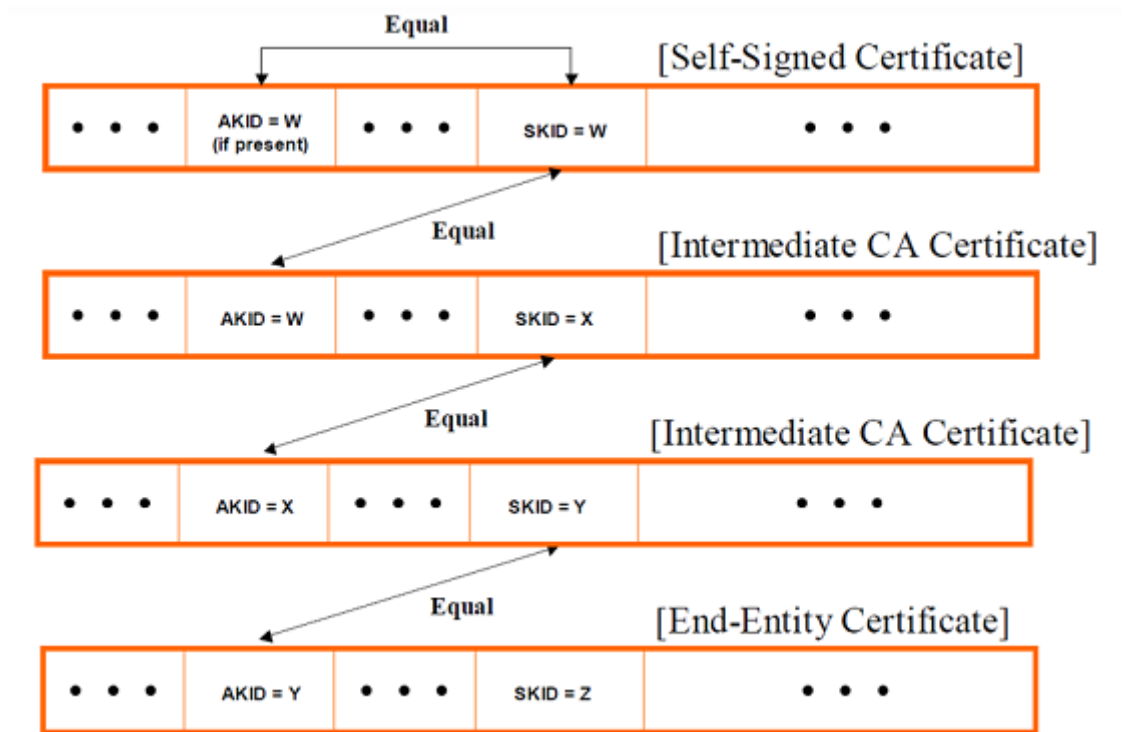 Equal
[Self-Signed Certificate]
• • • AKID = W • • • SKID = W • • •
(if present)
Equal
[Intermediate CA Certificate]
• • • AKID = W • • • SKID = X • • •
Equal
[Intermediate CA Certificate]
• • • AKID = X • • • SKID = Y • • •
Equal
[End-Entity Certificate]
• • • AKID = Y • • • SKID = Z • • •